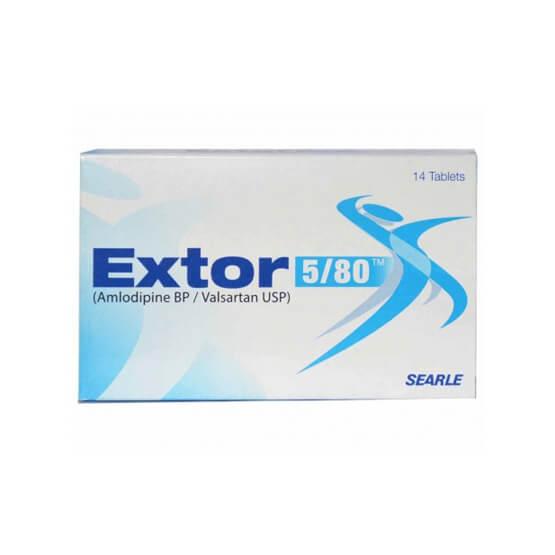 14 Tablets
Extor 5/80™
(Amlodipine BP / Valsartan USP)
SEARLE